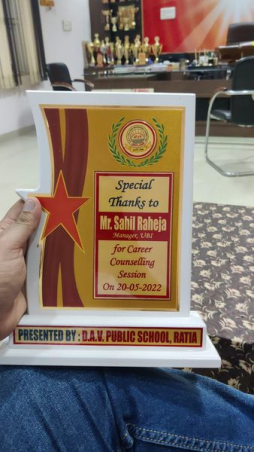 Special
Thanks to
Mr. Sahil Raheja
Manager, UBI
for Career
Counselling
Session
On 20-05-2022
PRESENTED BY : D.A.V. PUBLIC SCHOOL, RATIA